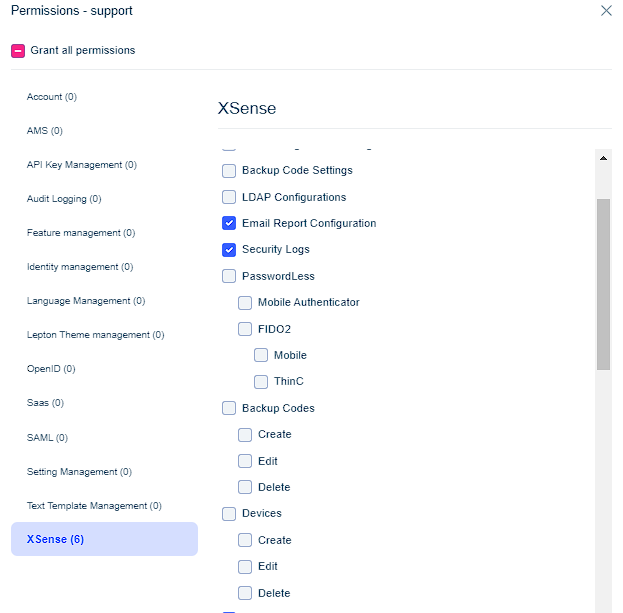 Permissions - support
Grant all permissions
Account (0)
AMS (0)
API Key Management (0)
Audit Logging (0)
Feature management (0)
Identity management (0)
Language Management (0)
Lepton Theme management (0)
OpenID (0)
Saas (0)
SAML (0)
Setting Management (0)
Text Template Management (0)
XSense (6)
XSense
Backup Code Settings
LDAP Configurations
Email Report Configuration
Security Logs
PasswordLess
Mobile Authenticator
FIDO2
Mobile
ThinC
Backup Codes
Create
Edit
Delete
Devices
Create
Edit
Delete